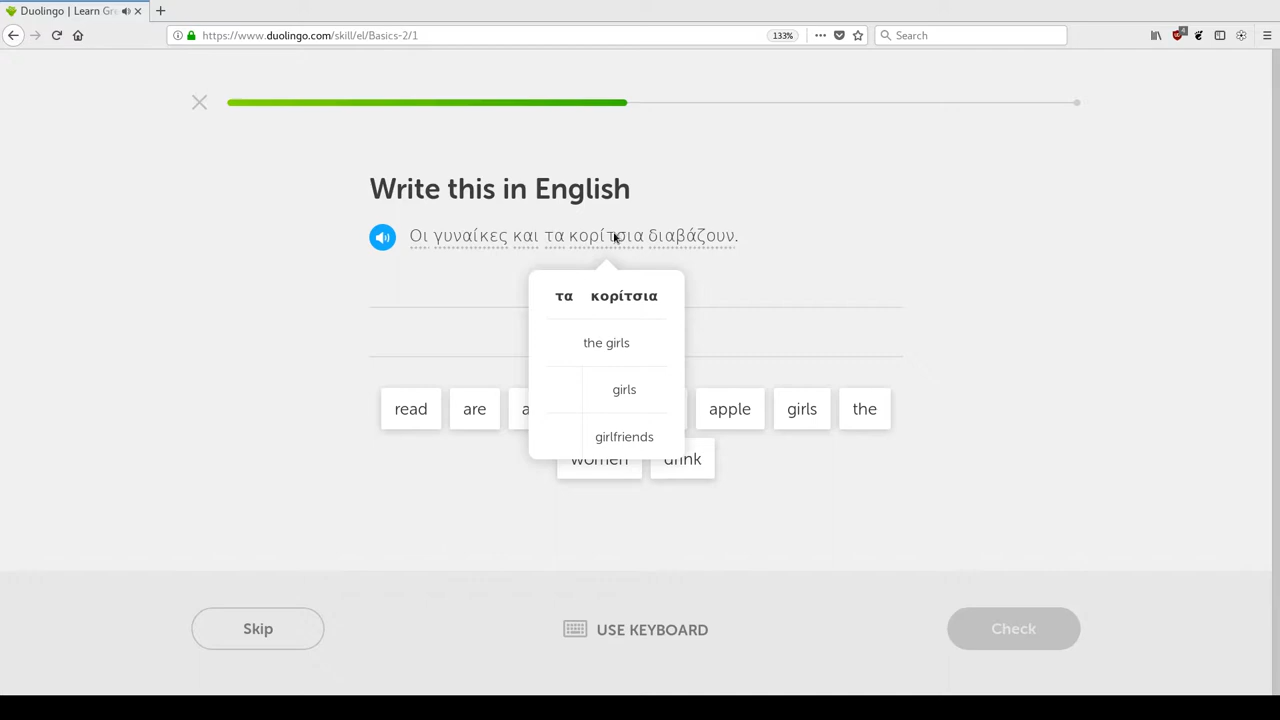 Duolingo | Learn Gr
https://www.duolingo.com/skill/el/Basics-2/1
133%
Search
4
Write this in English
Οι γυναίκες και τα κορίτσια διαβάζουν.
τα κορίτσια
the girls
girls
girlfriends
read are apple girls the
women drink
Skip
USE KEYBOARD
Check